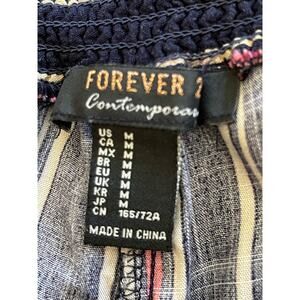 FOREVER 2
Contemporar
US M
CA M
MX M
BR M
EU M
UK M
KR M
JP M
CN 165/72A
MADE IN CHINA